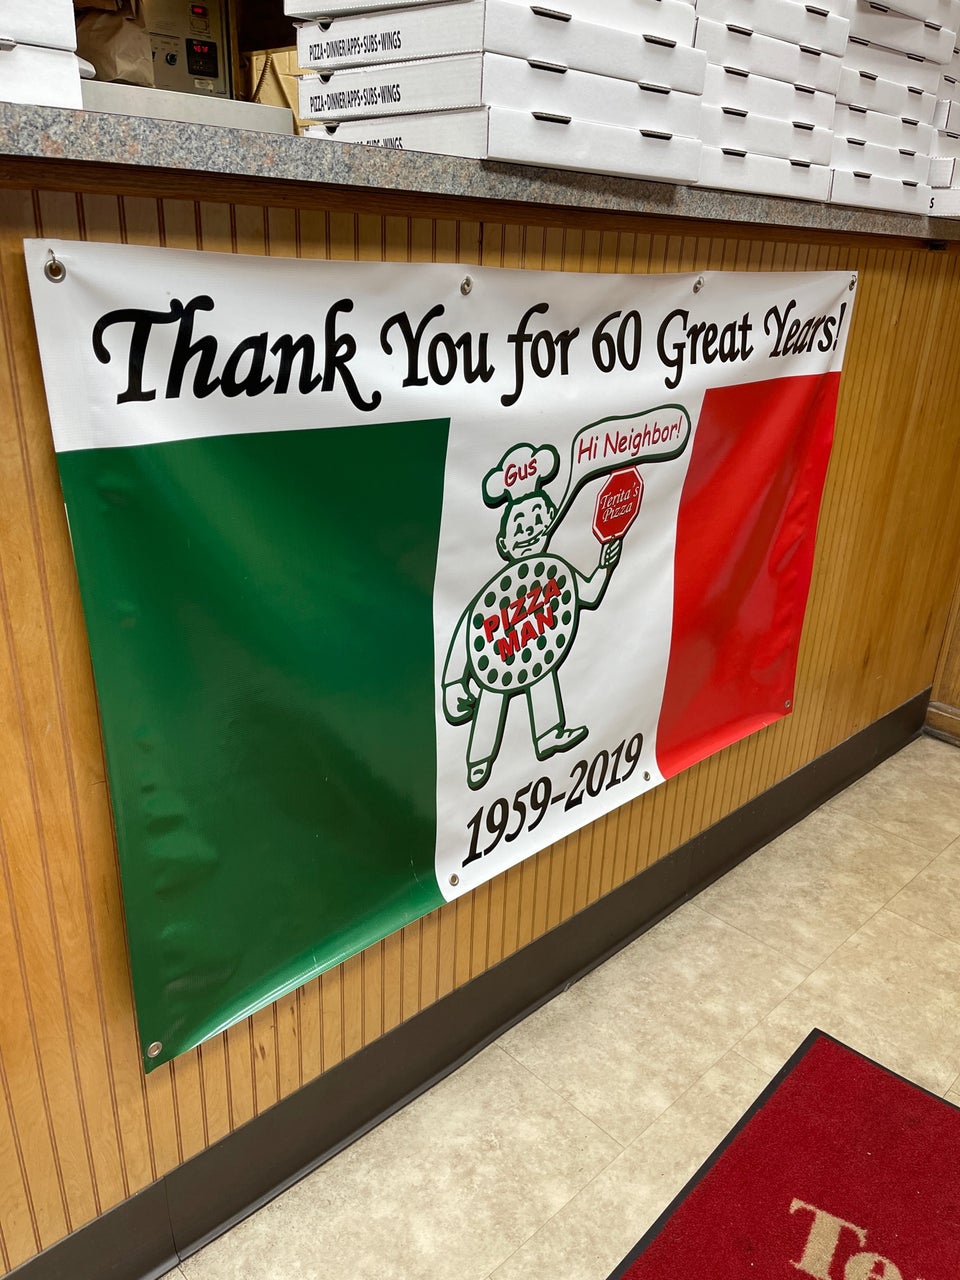 PIZZA•DINNER/APPS•SUBS•WINGS
PIZZA•DINNER/APPS•SUBS•WINGS
S
Thank You for 60 Great Years!
Hi Neighbor!
Gus
Terita's
Pizza
PIZZA
MAN
1959-2019
Te